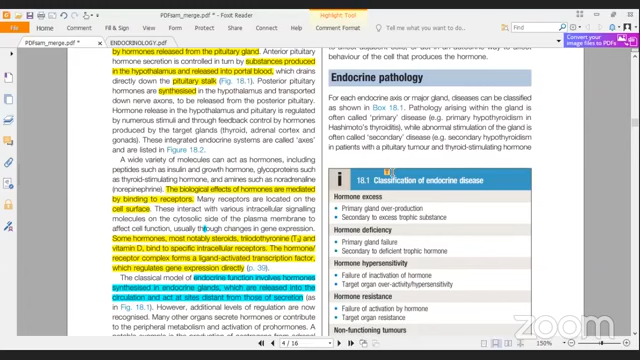 PDFsam_merge.pdf * - Foxit Reader
Highlight Tool
File
Home
Comment
View
Form
Protect
Share
Help
Extras
Comment Format
Tell me what you want to do...
Find
PDFsam_merge.pdf *
ENDOCRINOLOGY.pdf
Convert your
image files to PDFs
by hormones released from the pituitary gland. Anterior pituitary
hormone secretion is controlled in turn by substances produced
in the hypothalamus and released into portal blood, which drains
directly down the pituitary stalk (Fig. 18.1). Posterior pituitary
hormones are synthesised in the hypothalamus and transported
down nerve axons, to be released from the posterior pituitary.
Hormone release in the hypothalamus and pituitary is regulated
by numerous stimuli and through feedback control by hormones
produced by the target glands (thyroid, adrenal cortex and
gonads). These integrated endocrine systems are called 'axes'
and are listed in Figure 18.2.
A wide variety of molecules can act as hormones, including
peptides such as insulin and growth hormone, glycoproteins such
as thyroid-stimulating hormone, and amines such as noradrenaline
(norepinephrine). The biological effects of hormones are mediated
by binding to receptors. Many receptors are located on the
cell surface. These interact with various intracellular signalling
molecules on the cytosolic side of the plasma membrane to
affect cell function, usually through changes in gene expression.
Some hormones, most notably steroids, triiodothyronine (T3)
and vitamin D, bind to specific intracellular receptors. The hormone/
receptor complex forms a ligand-activated transcription factor,
which regulates gene expression directly (p. 39).
The classical model of endocrine function involves hormones
synthesised in endocrine glands, which are released into the
circulation and act at sites distant from those of secretion (as
in Fig. 18.1). However, additional levels of regulation are now
recognised. Many other organs secrete hormones or contribute
to the peripheral metabolism and activation of prohormones. A
behaviour of the cell that produces the hormone.
Endocrine pathology
For each endocrine axis or major gland, diseases can be classified
as shown in Box 18.1. Pathology arising within the gland is
often called 'primary' disease (e.g. primary hypothyroidism in
Hashimoto's thyroiditis), while abnormal stimulation of the gland is
often called 'secondary' disease (e.g. secondary hypothyroidism
in patients with a pituitary tumour and thyroid-stimulating hormone
i
18.1 Classification of endocrine disease
Hormone excess
• Primary gland over-production
• Secondary to excess trophic substance
Hormone deficiency
• Primary gland failure
• Secondary to deficient trophic hormone
Hormone hypersensitivity
• Failure of inactivation of hormone
• Target organ over-activity/hypersensitivity
Hormone resistance
• Failure of activation of hormone
• Target organ resistance
Non-functioning tumours
4 / 16
150%
zoom